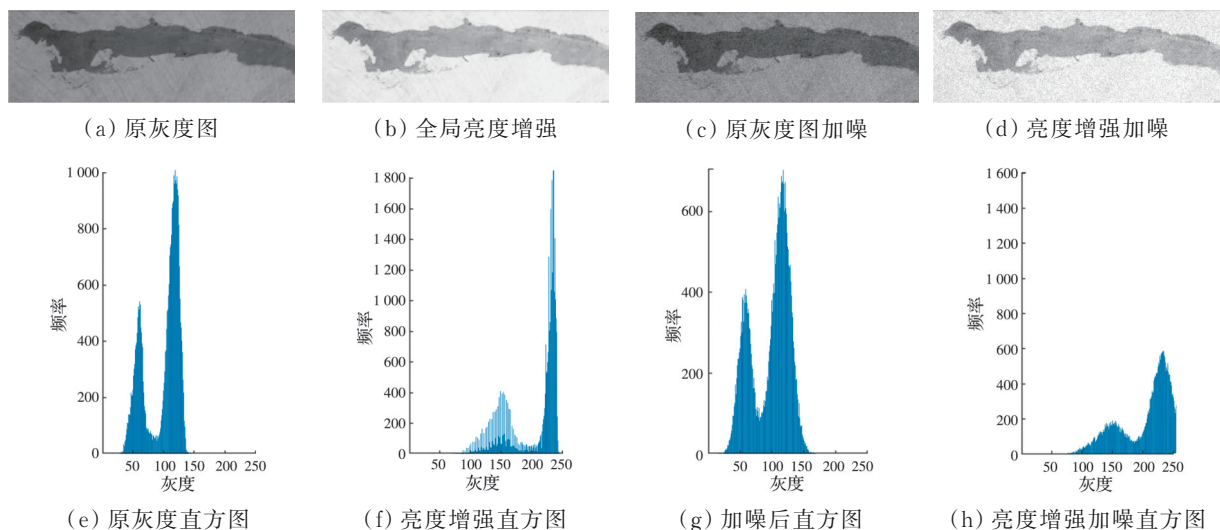 (a) 原灰度图
(b) 全局亮度增强
(c) 原灰度图加噪
(d) 亮度增强加噪
1 000
800
600
400
200
0
频率
50 100 150 200 250
灰度
(e) 原灰度直方图
1 800
1 600
1 400
1 200
1 000
800
600
400
200
0
频率
50 100 150 200 250
灰度
(f) 亮度增强直方图
600
400
200
0
频率
50 100 150 200 250
灰度
(g) 加噪后直方图
1 600
1 400
1 200
1 000
800
600
400
200
0
频率
50 100 150 200 250
灰度
(h) 亮度增强加噪直方图